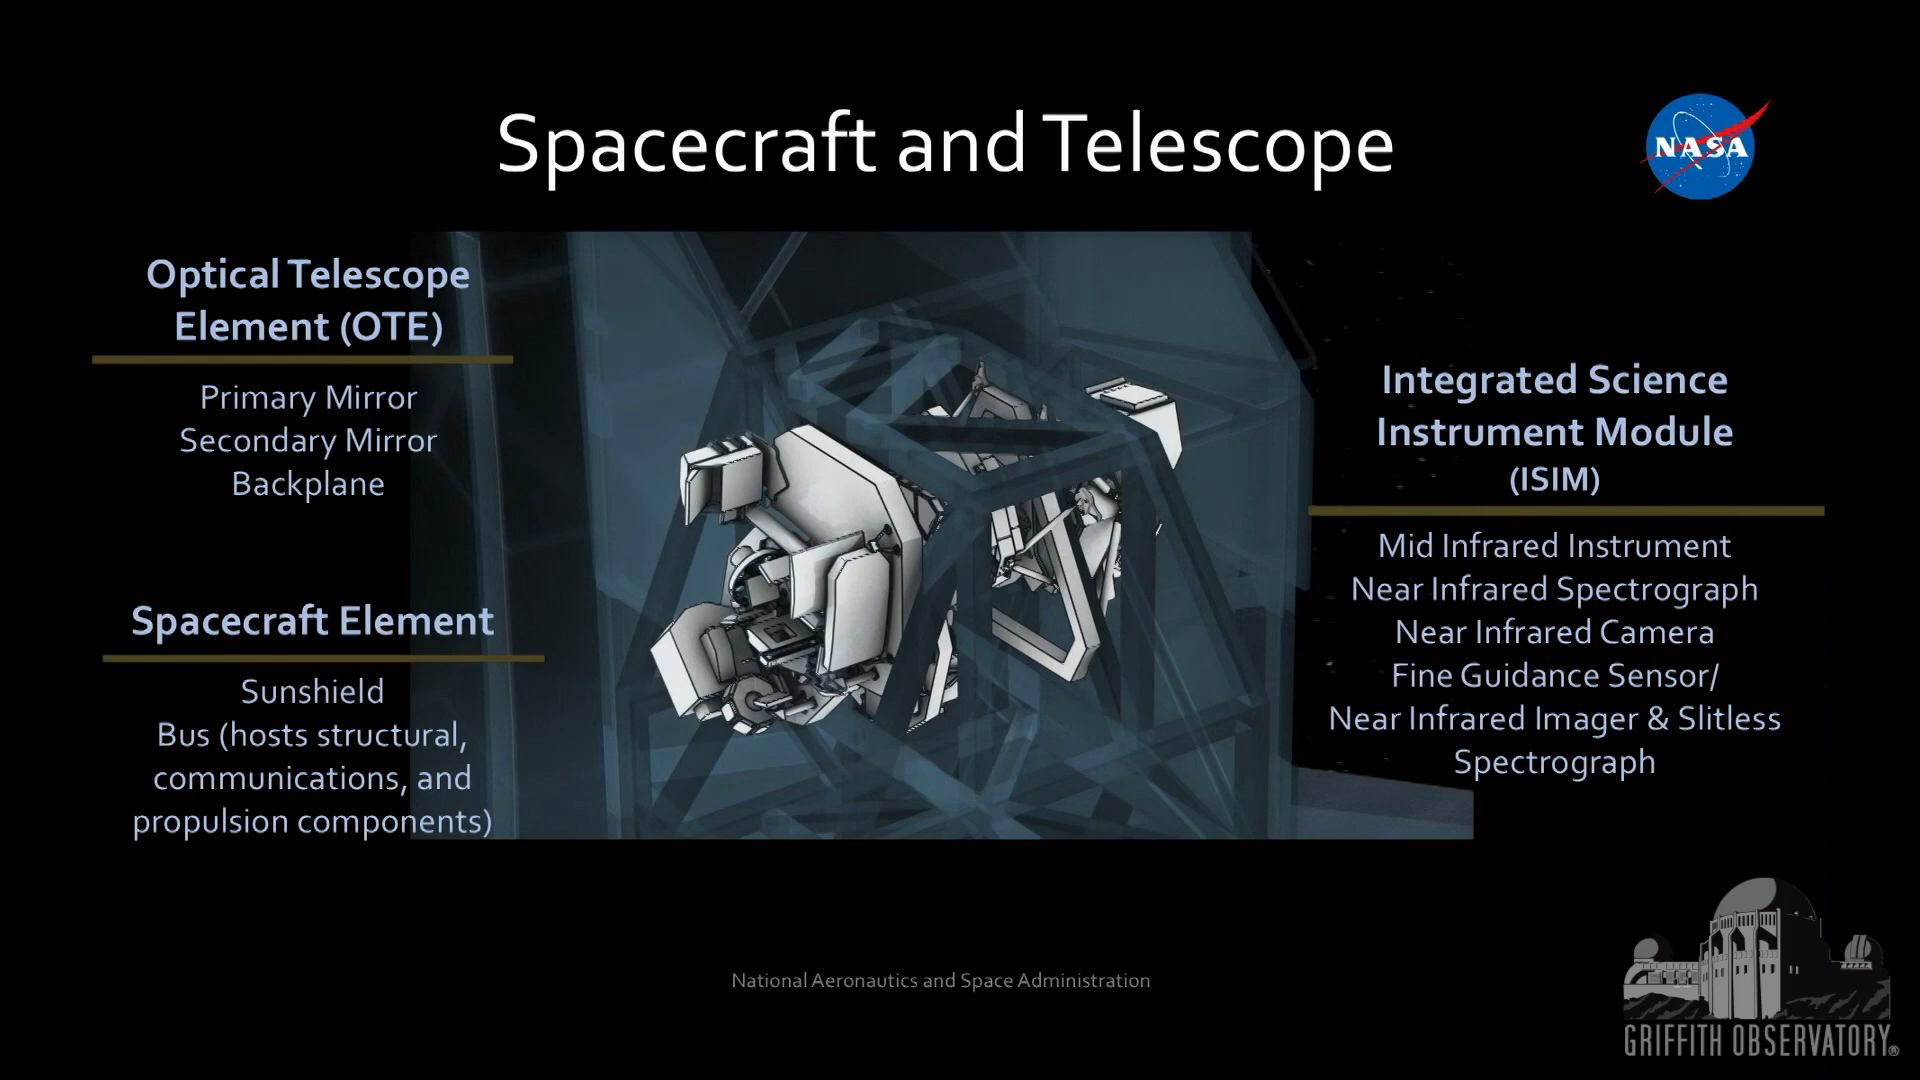 Spacecraft and Telescope
NASA
Optical Telescope
Element (OTE)
Primary Mirror
Secondary Mirror
Backplane
Spacecraft Element
Sunshield
Bus (hosts structural,
communications, and
propulsion components)
Integrated Science
Instrument Module
(ISIM)
Mid Infrared Instrument
Near Infrared Spectrograph
Near Infrared Camera
Fine Guidance Sensor/
Near Infrared Imager & Slitless
Spectrograph
National Aeronautics and Space Administration
GRIFFITH OBSERVATORY®